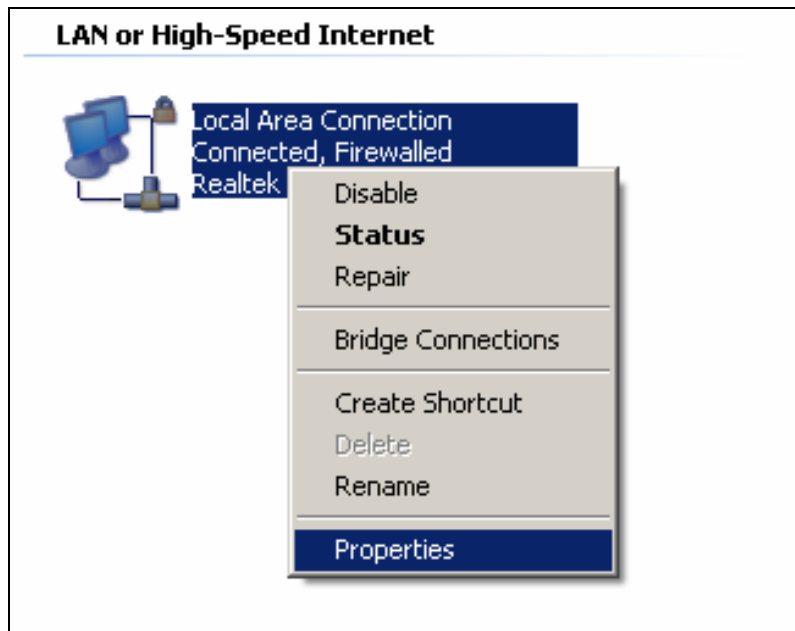 LAN or High-Speed Internet
Local Area Connection
Connected, Firewalled
Realtek
Disable
Status
Repair
Bridge Connections
Create Shortcut
Delete
Rename
Properties